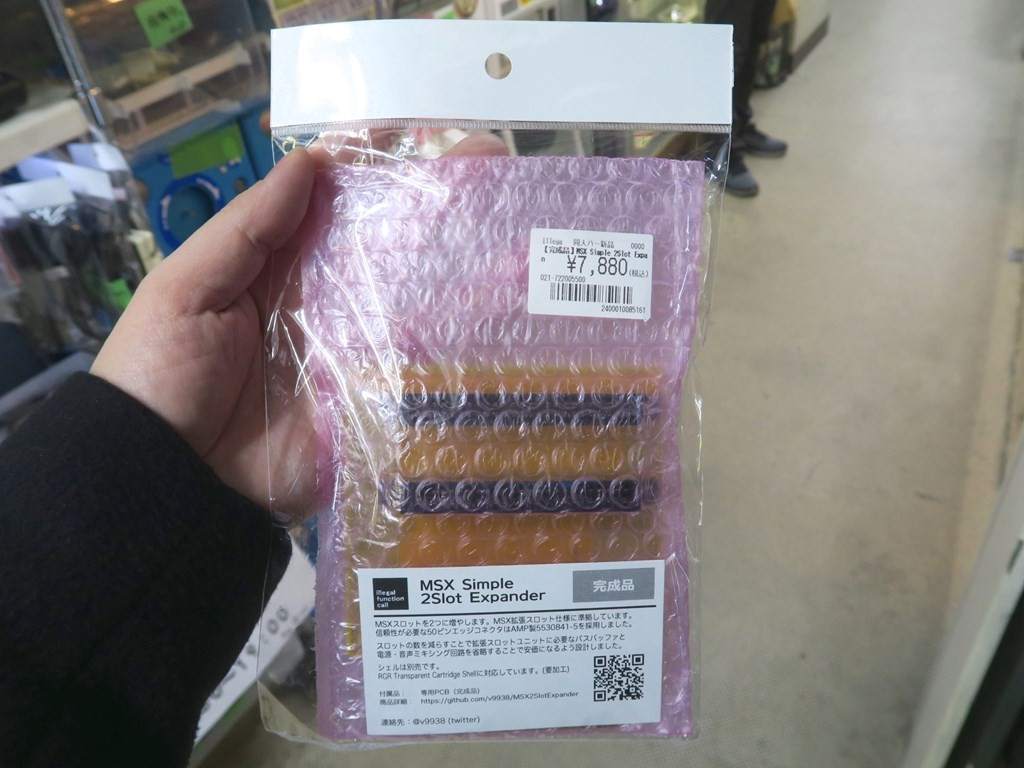 同人ハー新品 0000
【完成品】MSX Simple 2Slot Expa
n
¥7,880(税込)
021-722005500
2400010085161
illegal
function
call
MSX Simple
2Slot Expander
完成品
MSXスロットを2つに増やします。MSX拡張スロット仕様に準拠しています。
信頼性が必要な50ピンエッジコネクタはAMP製5530841-5を採用しました。
スロットの数を減らすことで拡張スロットユニットに必要なバスバッファと
電源・音声ミキシング回路を省略することで安価になるよう設計しました。
シェルは別売です。
RGR Transparent Cartridge Shellに対応しています。(要加工)
付属品： 専用PCB（完成品）
商品詳細： https://github.com/v9938/MSX2SlotExpander
連絡先：@v9938 (twitter)